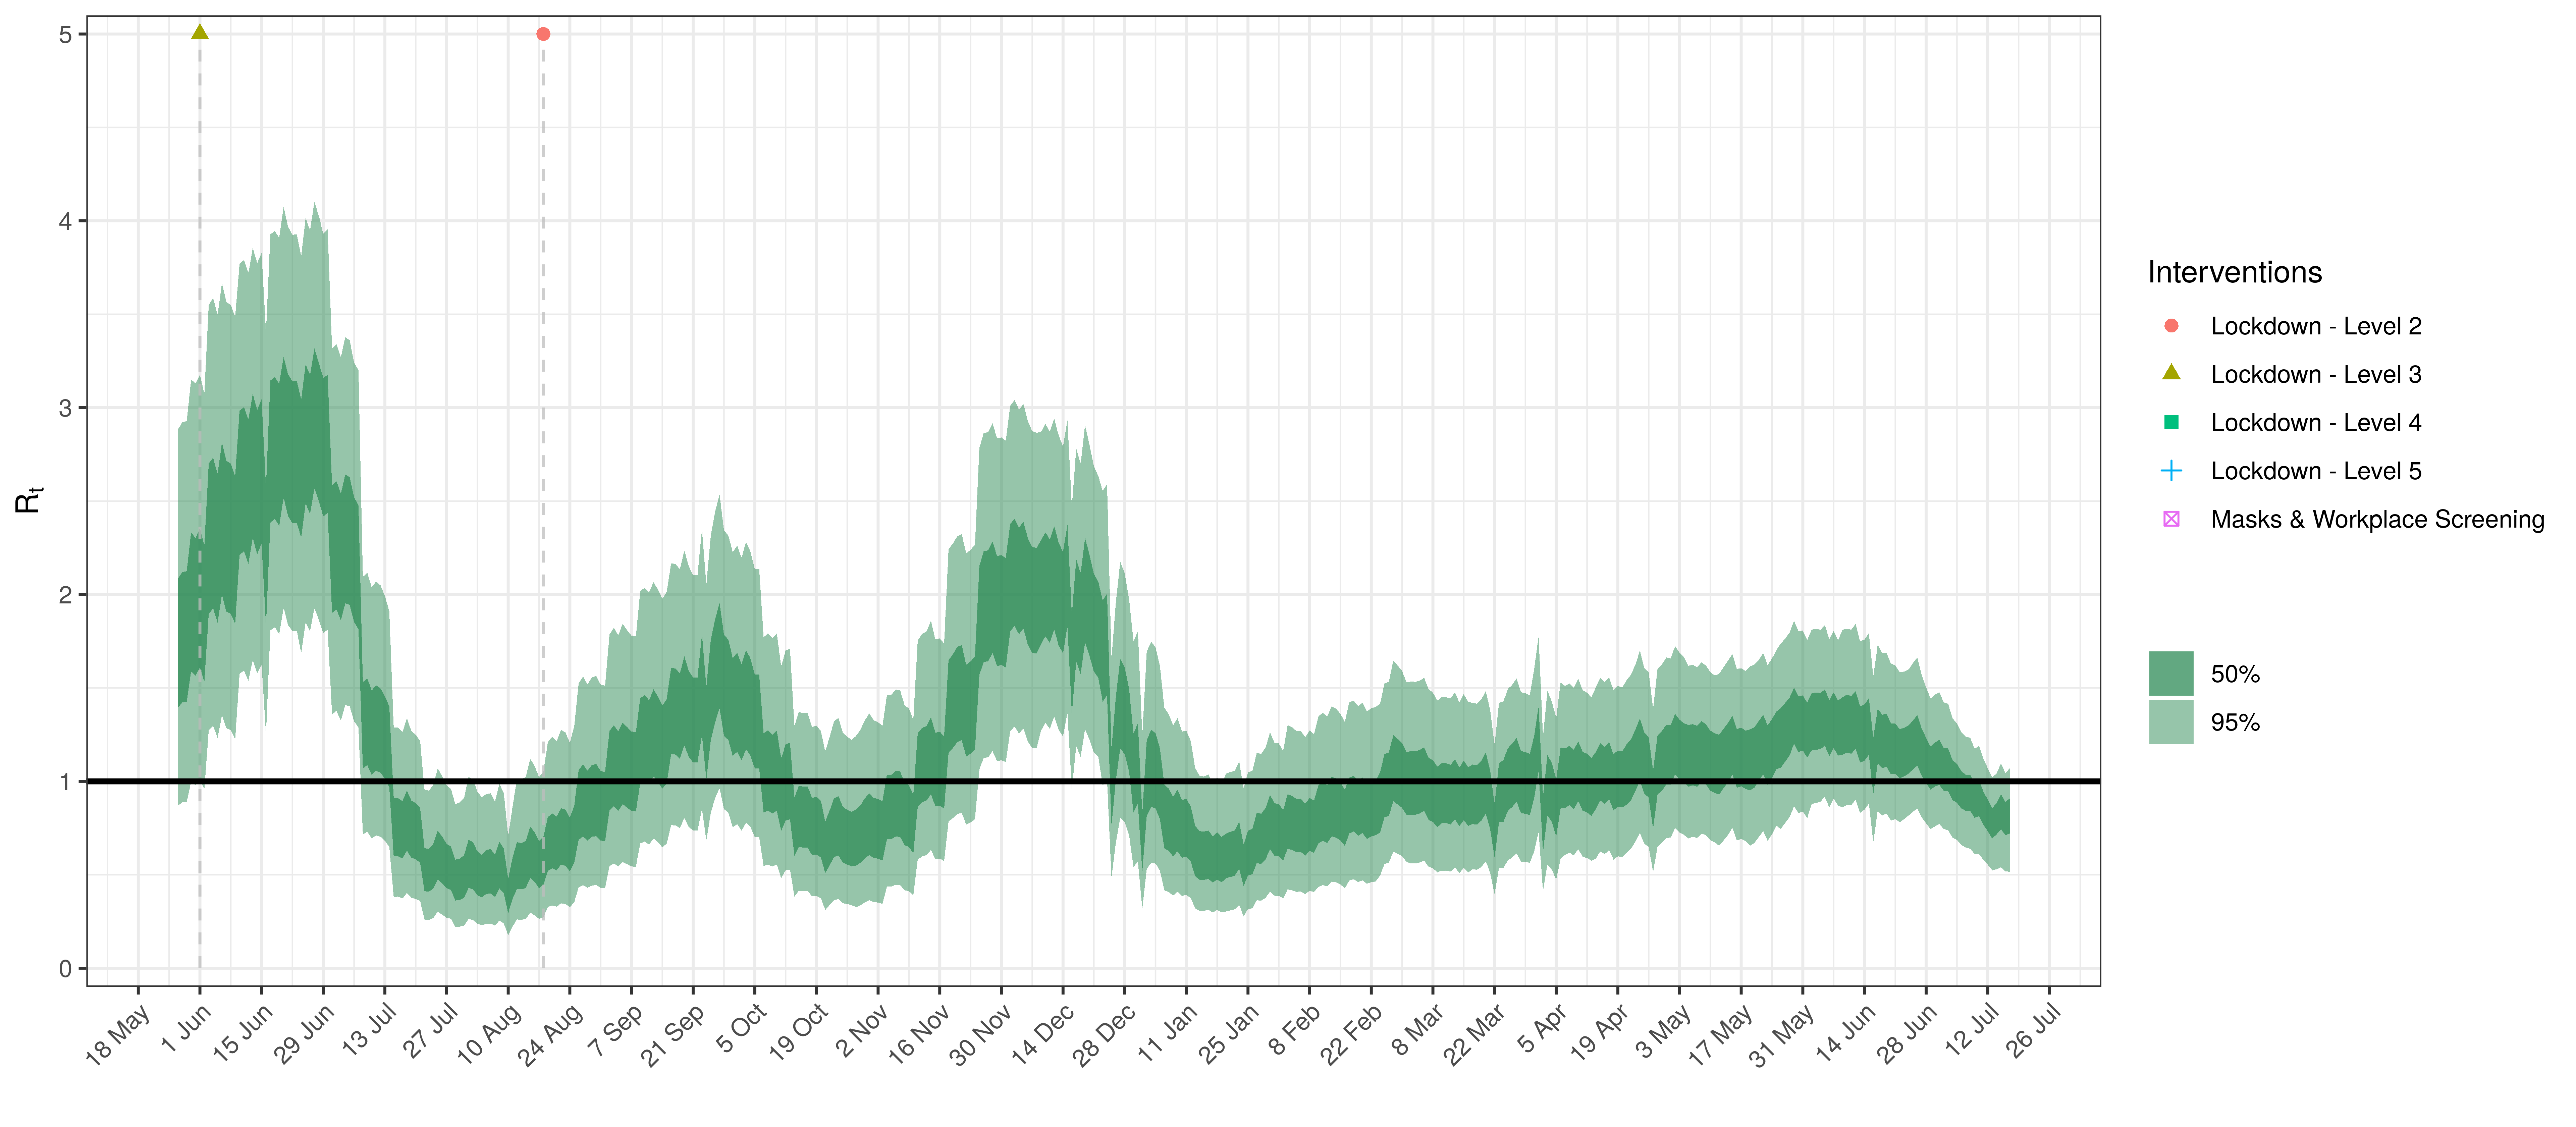 5
4
3
2
1
0
Rt
18 May
1 Jun
15 Jun
29 Jun
13 Jul
27 Jul
10 Aug
24 Aug
7 Sep
21 Sep
5 Oct
19 Oct
2 Nov
16 Nov
30 Nov
14 Dec
28 Dec
11 Jan
25 Jan
8 Feb
22 Feb
8 Mar
22 Mar
5 Apr
19 Apr
3 May
17 May
31 May
14 Jun
28 Jun
12 Jul
26 Jul
Interventions
Lockdown - Level 2
Lockdown - Level 3
Lockdown - Level 4
Lockdown - Level 5
Masks & Workplace Screening
50%
95%